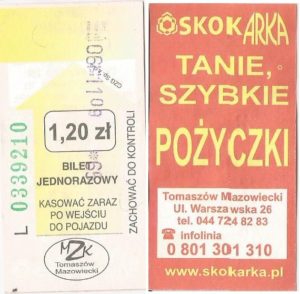 L 0339210
1,20 zł
BILET
JEDNORAZOWY
KASOWAĆ ZARAZ
PO WEJŚCIU
DO POJAZDU
MZK
Tomaszów
Mazowiecki
ZACHOWAĆ DO KONTROLI
SKOKARKA
TANIE,
SZYBKIE
POŻYCZKI
Tomaszów Mazowiecki
Ul. Warszawska 26
tel. 044 724 82 83
infolinia
0 801 301 310
www.skokarka.pl